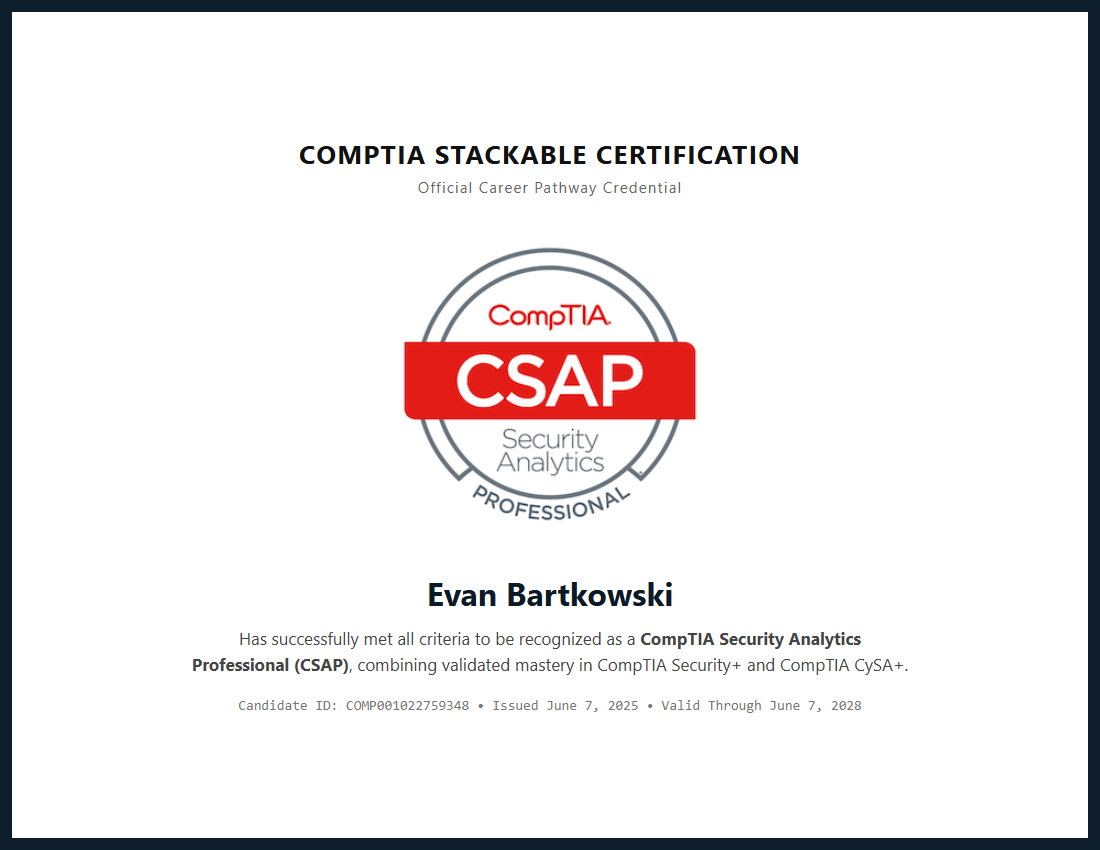 COMPTIA STACKABLE CERTIFICATION
Official Career Pathway Credential
CompTIA.
CSAP
Security
Analytics
PROFESSIONAL
Evan Bartkowski
Has successfully met all criteria to be recognized as a CompTIA Security Analytics
Professional (CSAP), combining validated mastery in CompTIA Security+ and CompTIA CySA+.
Candidate ID: COMP001022759348 • Issued June 7, 2025 • Valid Through June 7, 2028